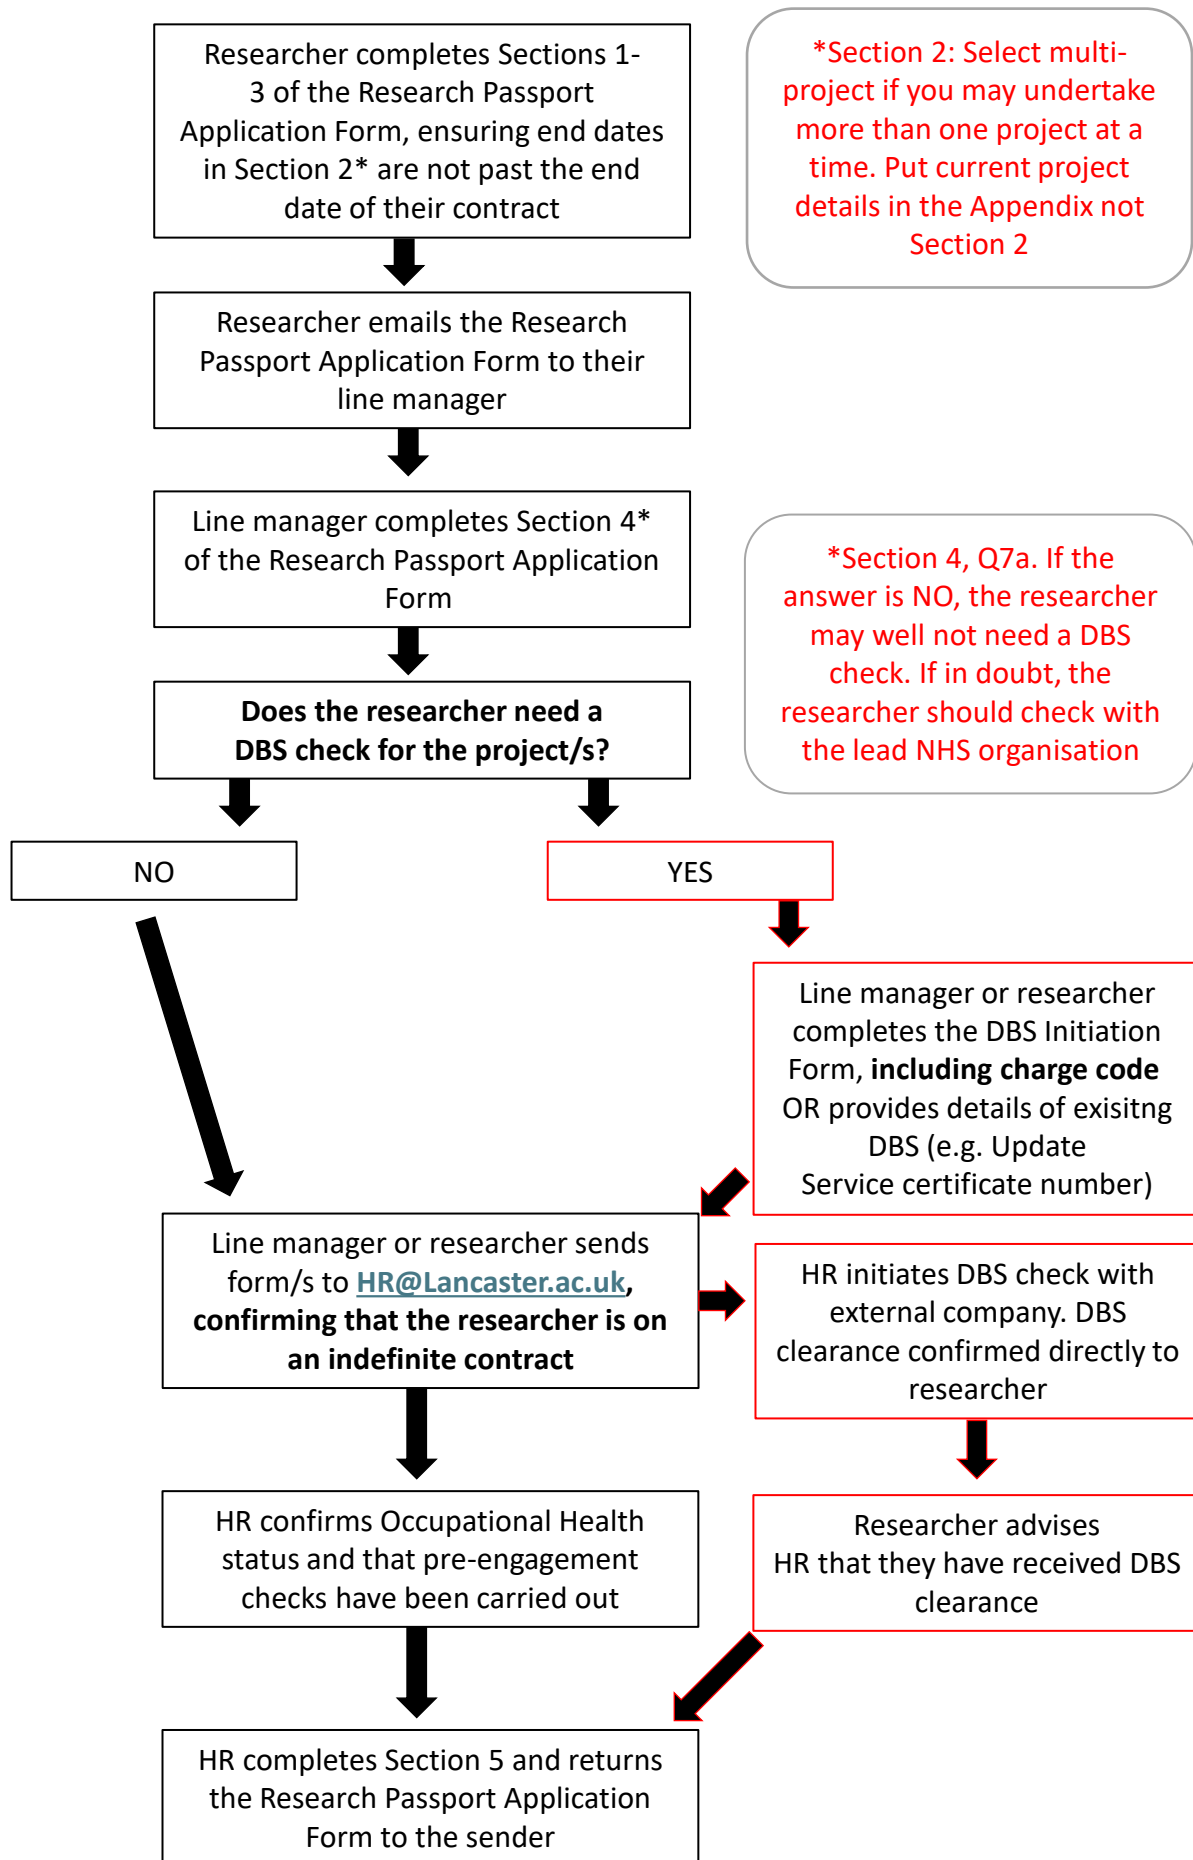 Researcher completes Sections 1-
3 of the Research Passport
Application Form, ensuring end dates
in Section 2* are not past the end
date of their contract
*Section 2: Select multi-
project if you may undertake
more than one project at a
time. Put current project
details in the Appendix not
Section 2
Researcher emails the Research
Passport Application Form to their
line manager
Line manager completes Section 4*
of the Research Passport Application
Form
*Section 4, Q7a. If the
answer is NO, the researcher
may well not need a DBS
check. If in doubt, the
researcher should check with
the lead NHS organisation
Does the researcher need a
DBS check for the project/s?
NO
YES
Line manager or researcher
completes the DBS Initiation
Form, including charge code
OR provides details of exisitng
DBS (e.g. Update
Service certificate number)
Line manager or researcher sends
form/s to HR@Lancaster.ac.uk,
confirming that the researcher is on
an indefinite contract
HR initiates DBS check with
external company. DBS
clearance confirmed directly to
researcher
HR confirms Occupational Health
status and that pre-engagement
checks have been carried out
Researcher advises
HR that they have received DBS
clearance
HR completes Section 5 and returns
the Research Passport Application
Form to the sender